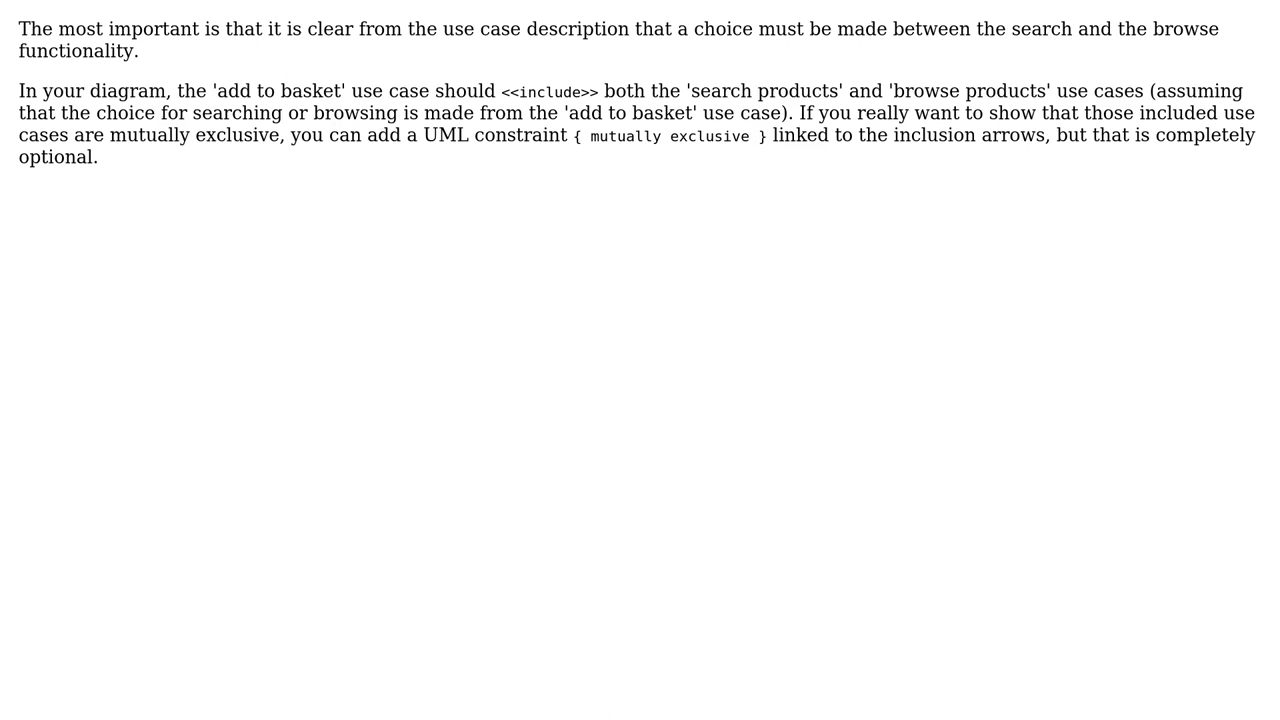 The most important is that it is clear from the use case description that a choice must be made between the search and the browse
functionality.
In your diagram, the 'add to basket' use case should <<include>> both the 'search products' and 'browse products' use cases (assuming
that the choice for searching or browsing is made from the 'add to basket' use case). If you really want to show that those included use
cases are mutually exclusive, you can add a UML constraint { mutually exclusive } linked to the inclusion arrows, but that is completely
optional.